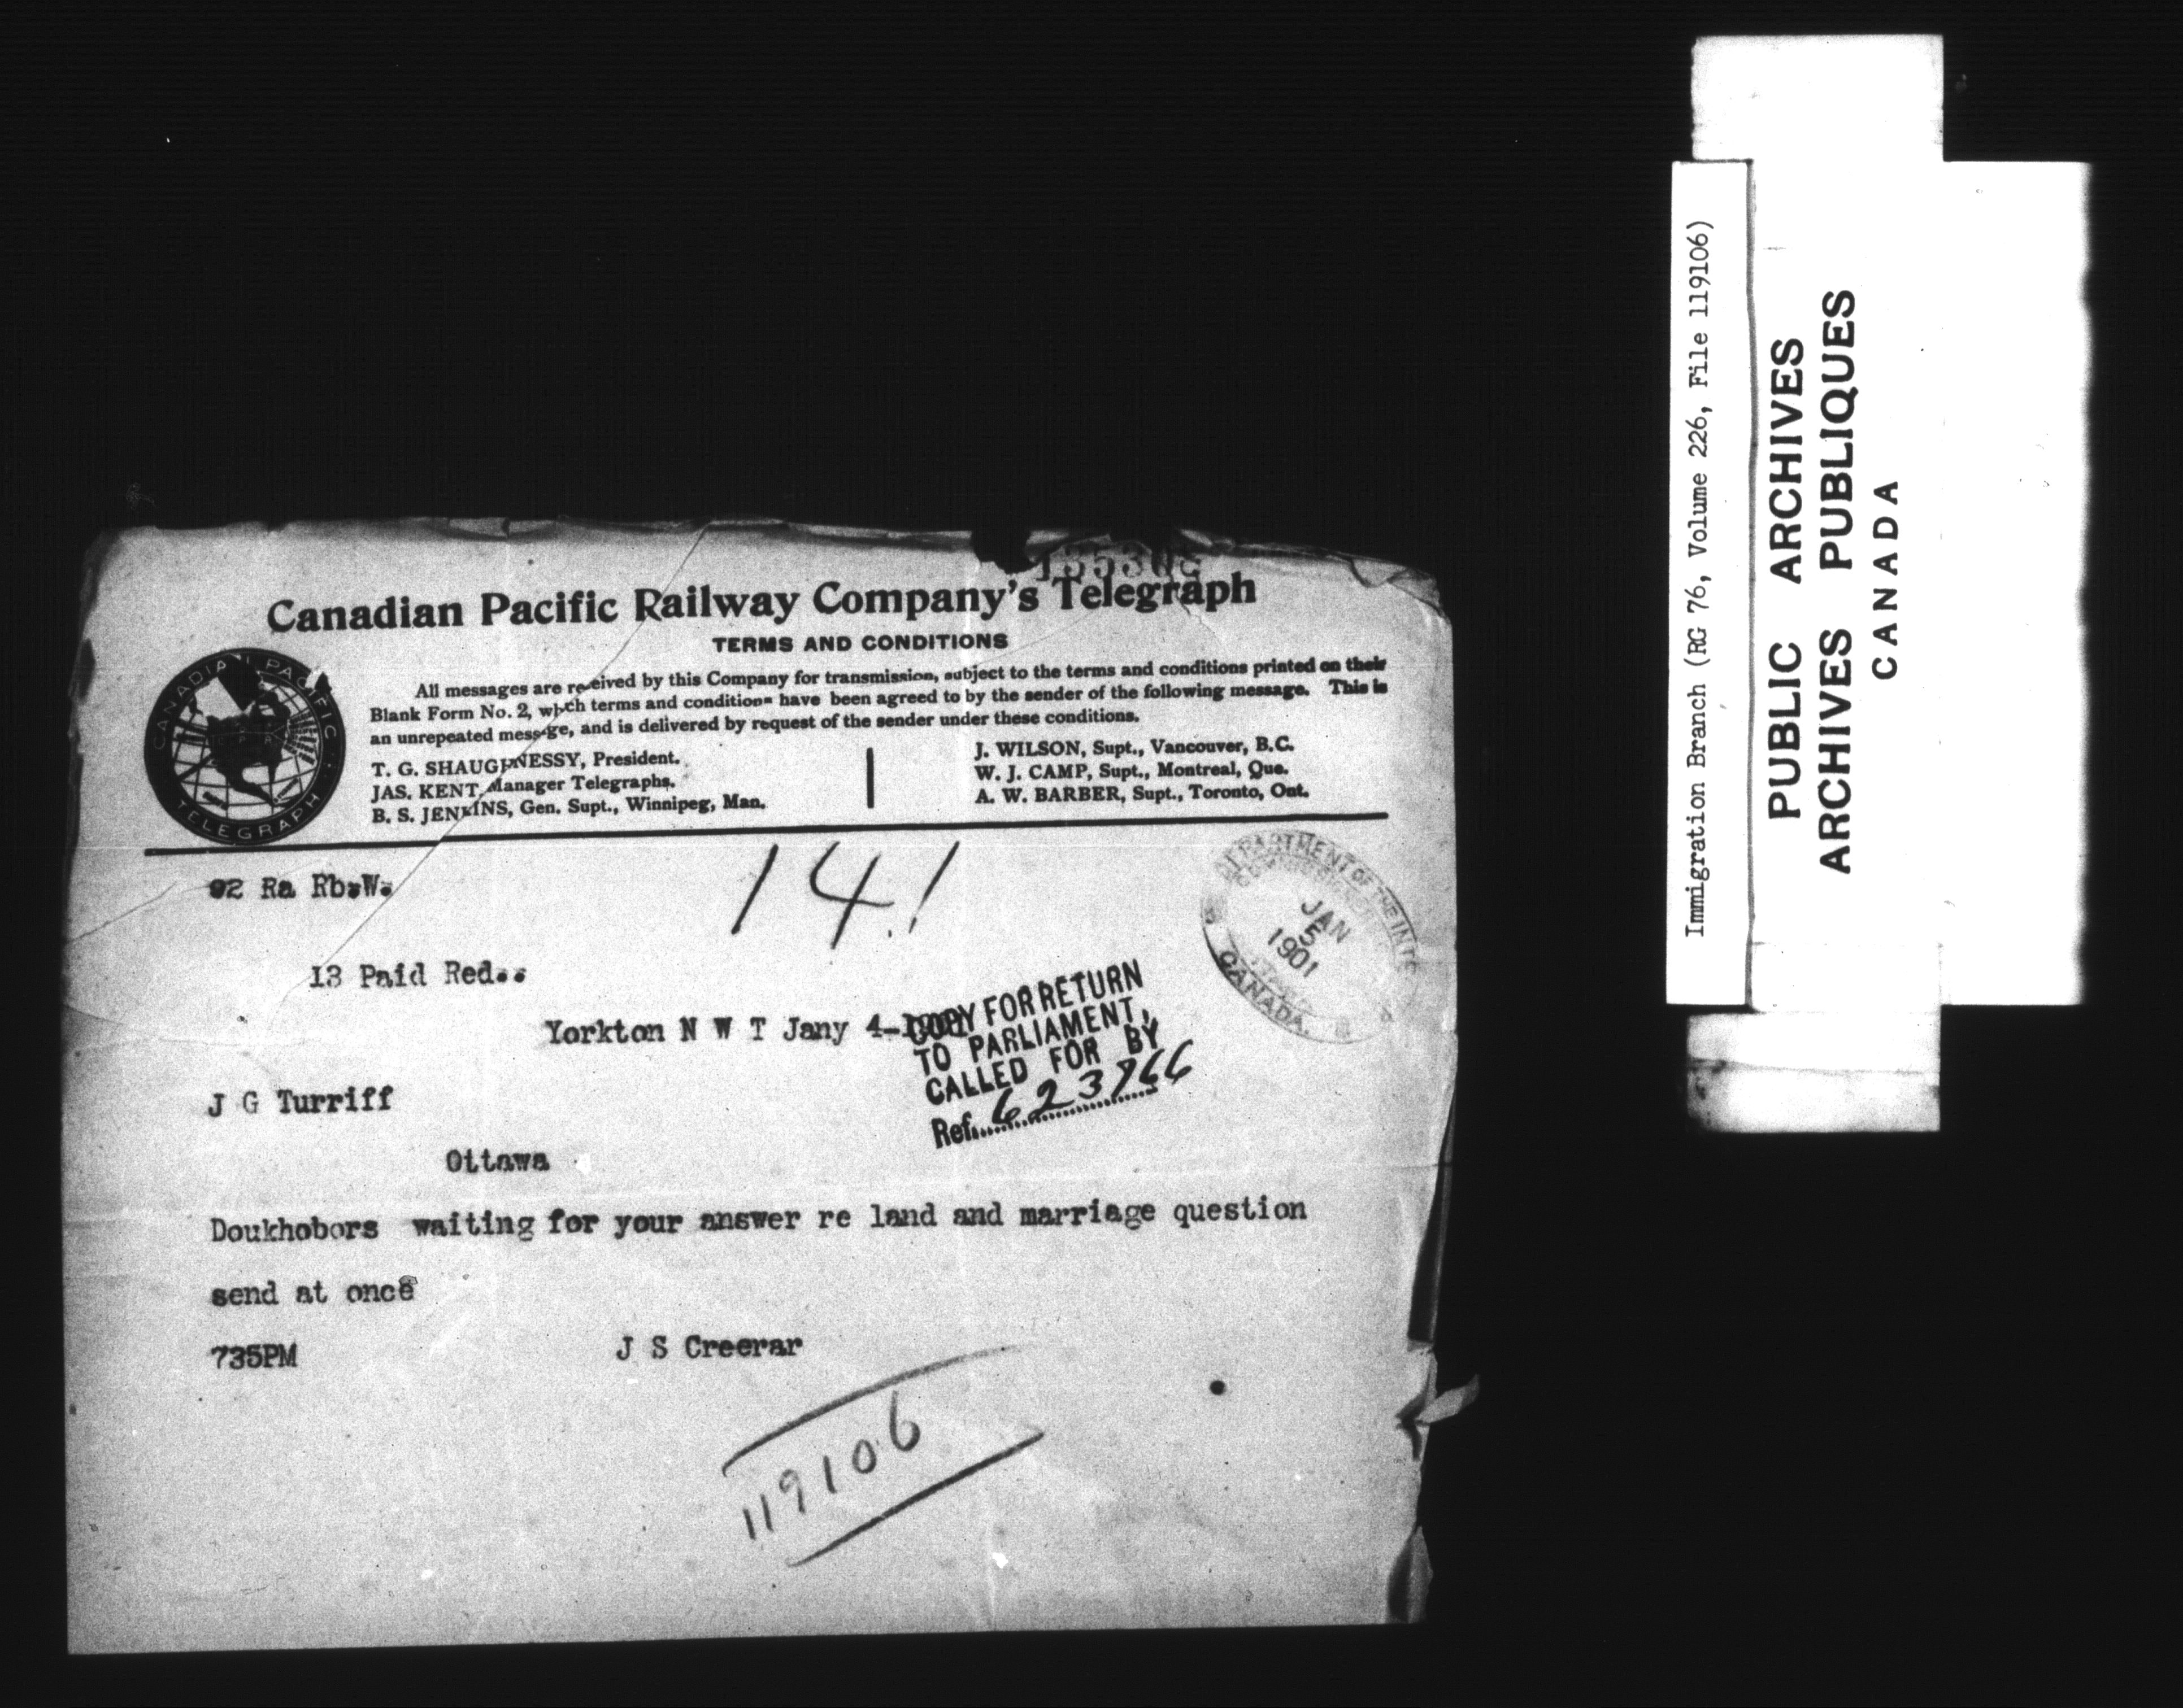 135305
Canadian Pacific Railway Company's Telegraph
TERMS AND CONDITIONS
All messages are received by this Company for transmission, subject to the terms and conditions printed on their
Blank Form No. 2, which terms and conditions have been agreed to by the sender of the following message. This is
an unrepeated message, and is delivered by request of the sender under these conditions.
T. G. SHAUGHNESSY, President.
JAS. KENT, Manager Telegraphs.
B. S. JENKINS, Gen. Supt., Winnipeg, Man.
J. WILSON, Supt., Vancouver, B.C.
W. J. CAMP, Supt., Montreal, Que.
A. W. BARBER, Supt., Toronto, Ont.
CANADIAN PACIFIC
TELEGRAPH
141
92 Ra Rb.W.
DEPARTMENT OF THE INTE
JAN
5
1901
CANADA.
13 Paid Red..
Yorkton N W T Jany 4-
COPY FOR RETURN
TO PARLIAMENT,
CALLED FOR BY
Ref. 623766
J G Turriff
Ottawa
Doukhobors waiting for your answer re land and marriage question
send at once
735PM J S Creerar
119106
Immigration Branch (RG 76, Volume 226, File 119106)
PUBLIC ARCHIVES
ARCHIVES PUBLIQUES
CANADA